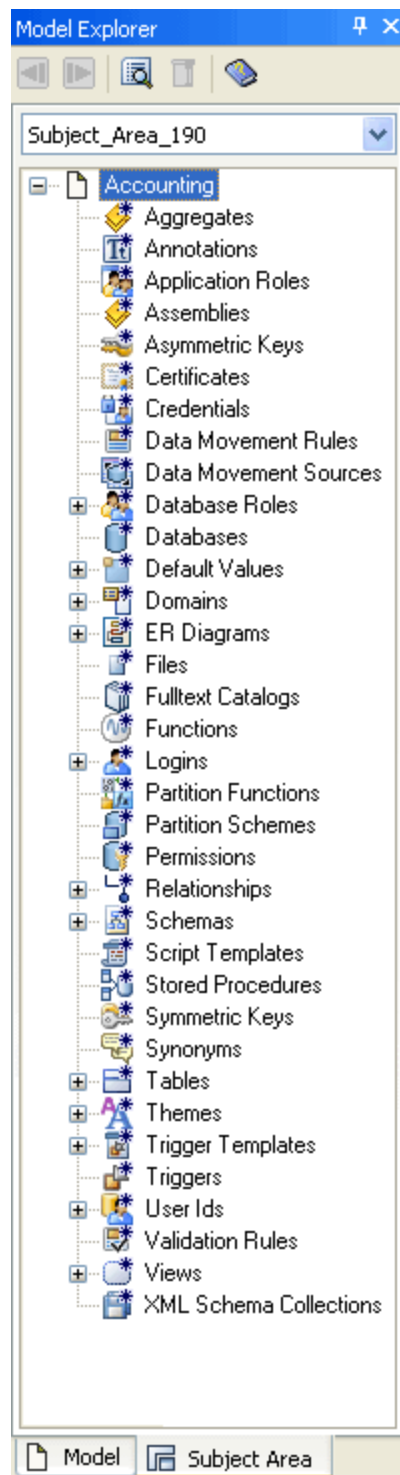 Model Explorer
Subject_Area_190
Accounting
Aggregates
Annotations
Application Roles
Assemblies
Asymmetric Keys
Certificates
Credentials
Data Movement Rules
Data Movement Sources
Database Roles
Databases
Default Values
Domains
ER Diagrams
Files
Fulltext Catalogs
Functions
Logins
Partition Functions
Partition Schemes
Permissions
Relationships
Schemas
Script Templates
Stored Procedures
Symmetric Keys
Synonyms
Tables
Themes
Trigger Templates
Triggers
User Ids
Validation Rules
Views
XML Schema Collections
Model Subject Area